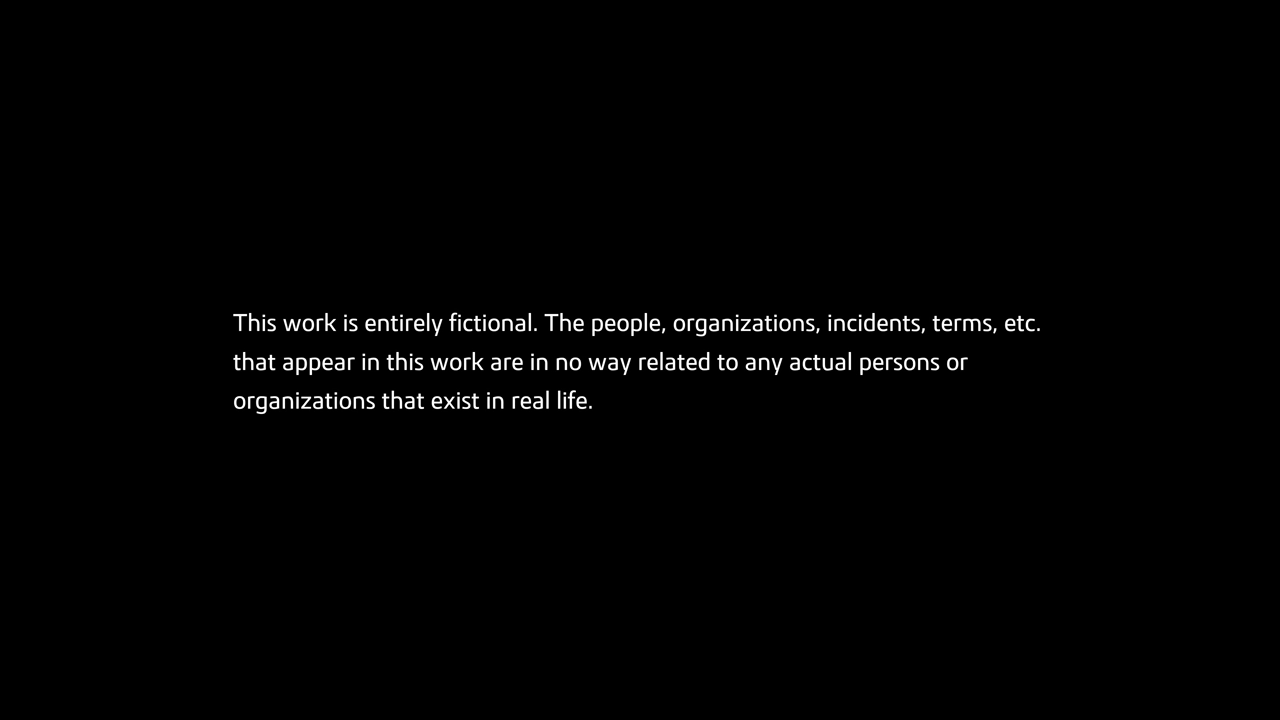 This work is entirely fictional. The people, organizations, incidents, terms, etc.
that appear in this work are in no way related to any actual persons or
organizations that exist in real life.